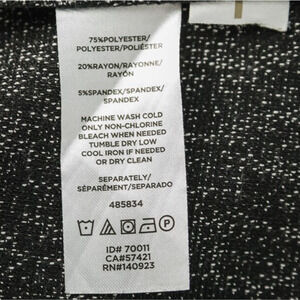 75%POLYESTER/
POLYESTER/POLIÉSTER
20%RAYON/RAYONNE/
RAYÓN
5%SPANDEX/SPANDEX/
SPANDEX
MACHINE WASH COLD
ONLY NON-CHLORINE
BLEACH WHEN NEEDED
TUMBLE DRY LOW
COOL IRON IF NEEDED
OR DRY CLEAN
SEPARATELY/
SÉPARÉMENT/SEPARADO
485834
ID# 70011
CA#57421
RN#140923